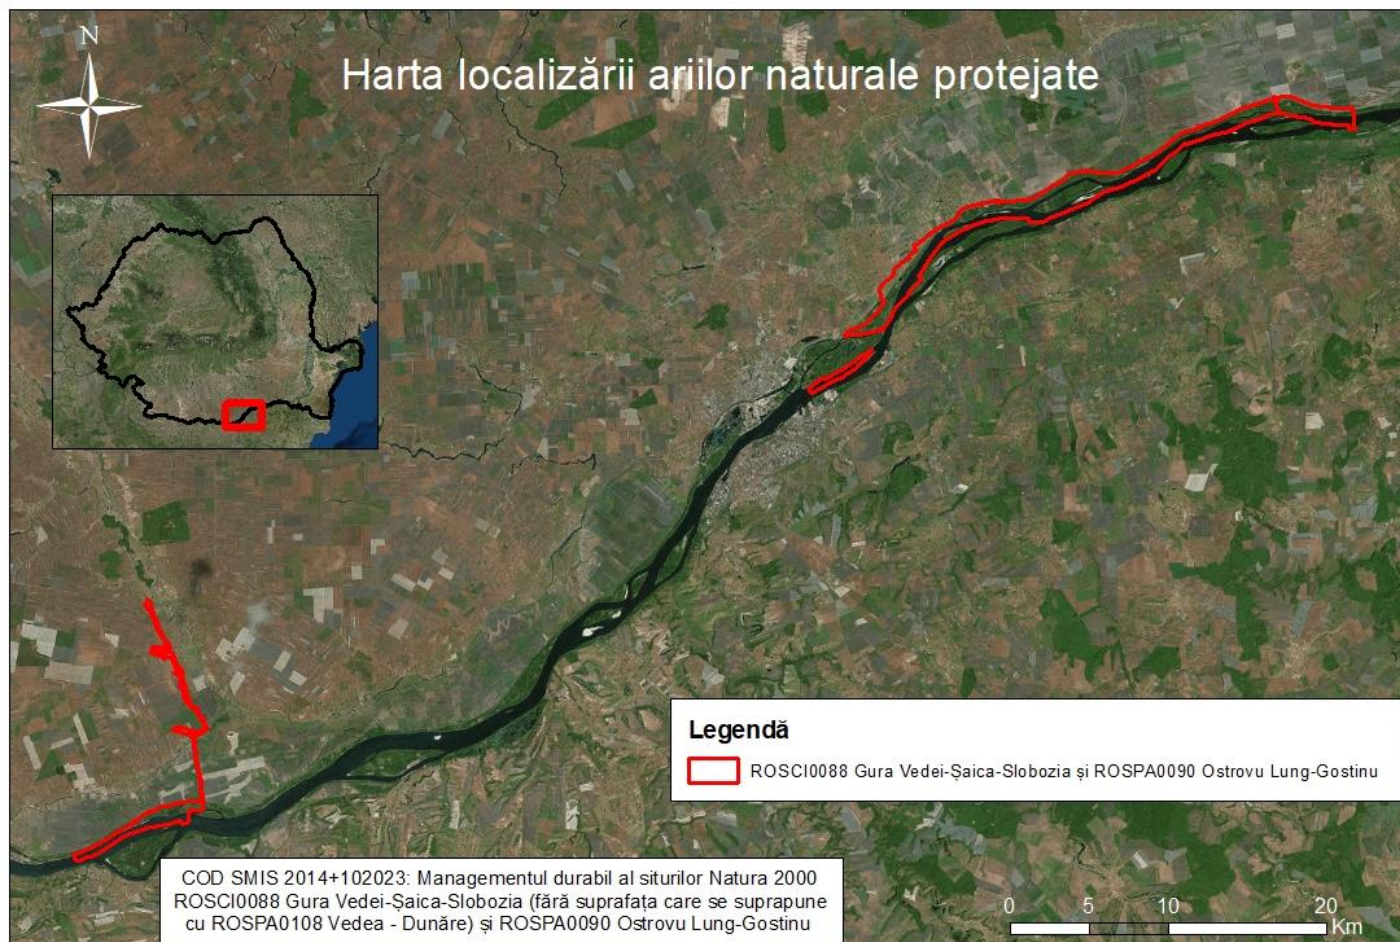 N
Harta localizării ariilor naturale protejate
Legendă
ROSCI0088 Gura Vedei-Șaica-Slobozia și ROSPA0090 Ostrovu Lung-Gostinu
COD SMIS 2014+102023: Managementul durabil al siturilor Natura 2000
ROSCI0088 Gura Vedei-Șaica-Slobozia (fără suprafața care se suprapune
cu ROSPA0108 Vedea - Dunăre) și ROSPA0090 Ostrovu Lung-Gostinu
0 5 10 20
Km